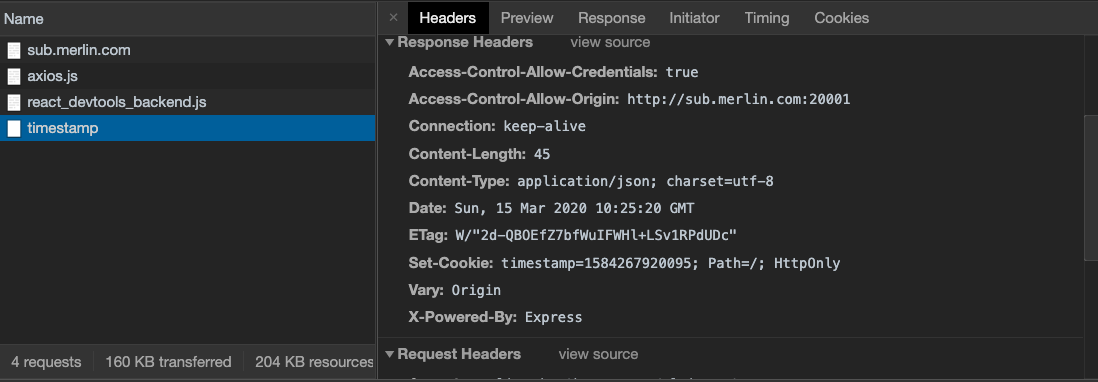 Name
sub.merlin.com
axios.js
react_devtools_backend.js
timestamp
4 requests 160 KB transferred 204 KB resources
× Headers Preview Response Initiator Timing Cookies
Response Headers view source
Access-Control-Allow-Credentials: true
Access-Control-Allow-Origin: http://sub.merlin.com:20001
Connection: keep-alive
Content-Length: 45
Content-Type: application/json; charset=utf-8
Date: Sun, 15 Mar 2020 10:25:20 GMT
ETag: W/"2d-QBOEfZ7bfWuIFWHl+LSv1RPdUDc"
Set-Cookie: timestamp=1584267920095; Path=/; HttpOnly
Vary: Origin
X-Powered-By: Express
Request Headers view source